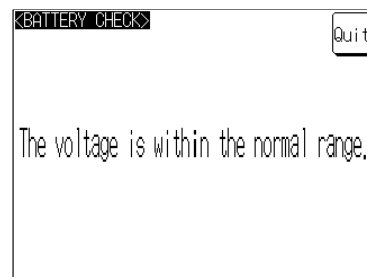 <BATTERY CHECK>
Quit
The voltage is within the normal range.